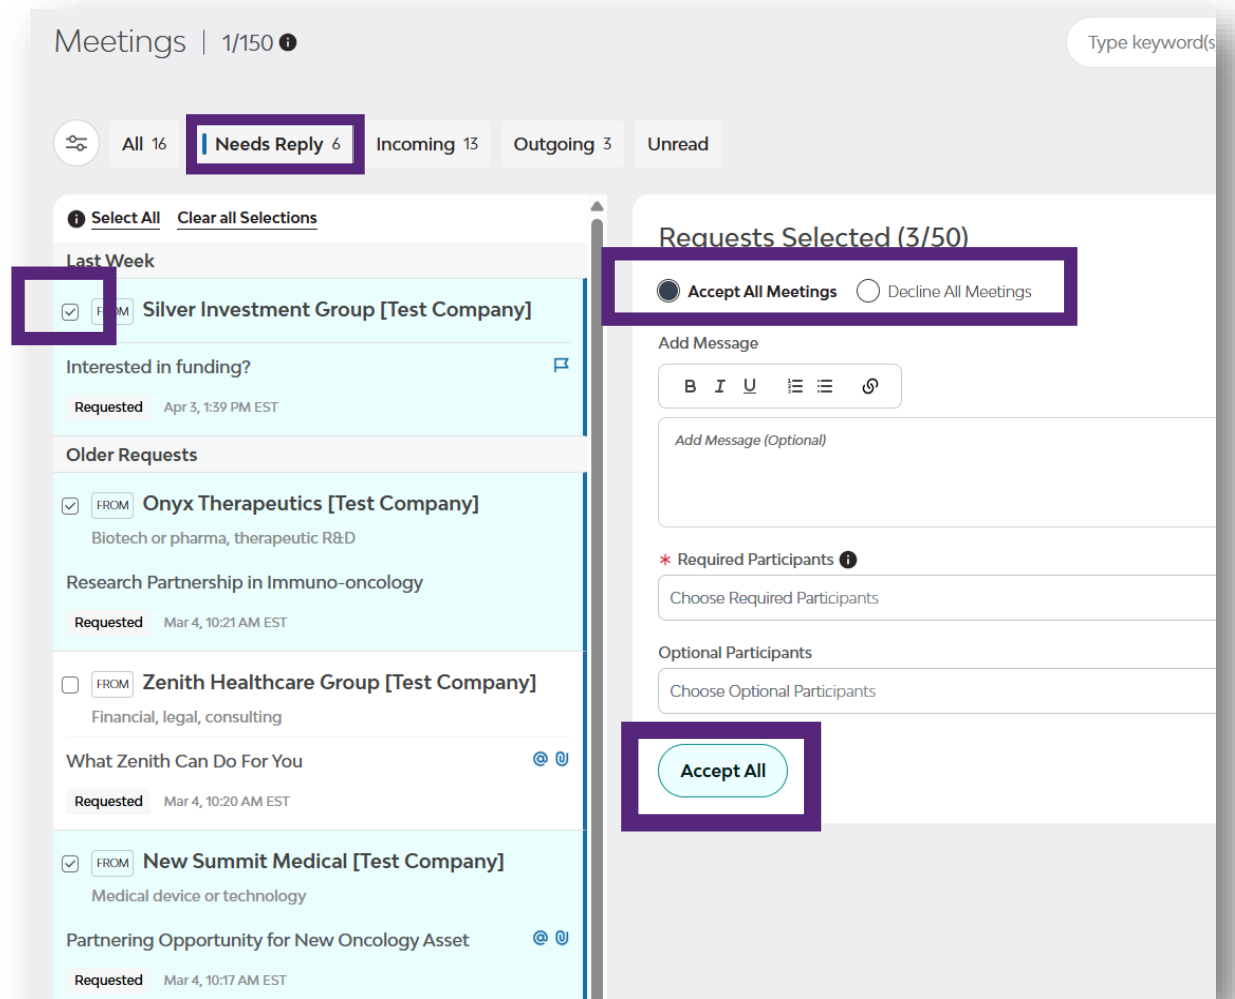 Meetings | 1/150
Type keyword(s
All 16 Needs Reply 6 Incoming 13 Outgoing 3 Unread
Select All Clear all Selections
Last Week
FROM Silver Investment Group [Test Company]
Interested in funding?
Requested Apr 3, 1:39 PM EST
Older Requests
FROM Onyx Therapeutics [Test Company]
Biotech or pharma, therapeutic R&D
Research Partnership in Immuno-oncology
Requested Mar 4, 10:21 AM EST
FROM Zenith Healthcare Group [Test Company]
Financial, legal, consulting
What Zenith Can Do For You
Requested Mar 4, 10:20 AM EST
FROM New Summit Medical [Test Company]
Medical device or technology
Partnering Opportunity for New Oncology Asset
Requested Mar 4, 10:17 AM EST
Requests Selected (3/50)
Accept All Meetings Decline All Meetings
Add Message
B I U
Add Message (Optional)
* Required Participants
Choose Required Participants
Optional Participants
Choose Optional Participants
Accept All